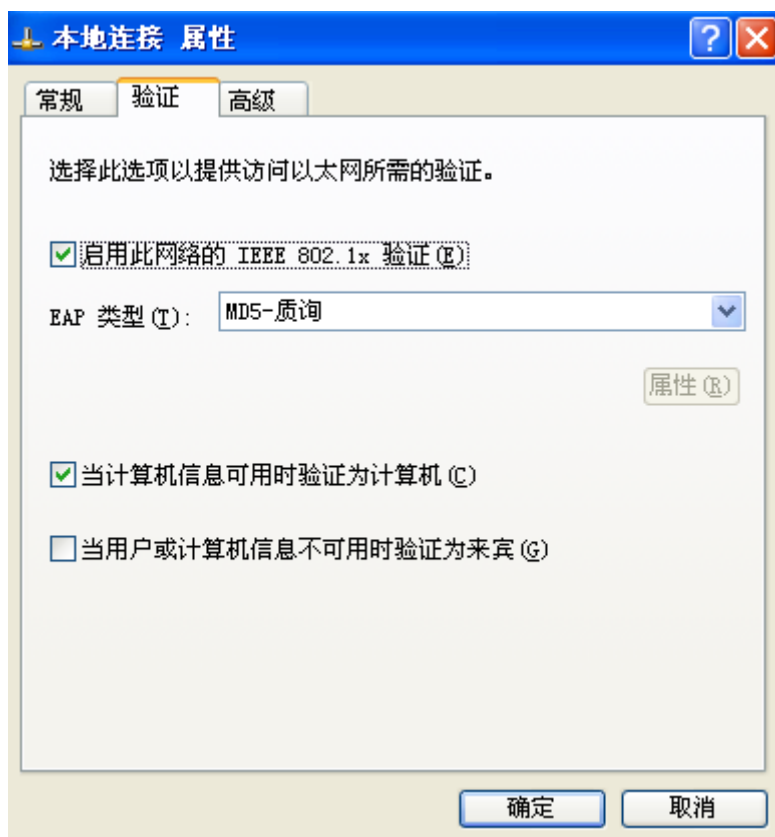 本地连接 属性
常规 验证 高级
选择此选项以提供访问以太网所需的验证。
启用此网络的 IEEE 802.1x 验证(E)
EAP 类型(T): MD5-质询
属性(R)
当计算机信息可用时验证为计算机(C)
当用户或计算机信息不可用时验证为来宾(G)
确定 取消